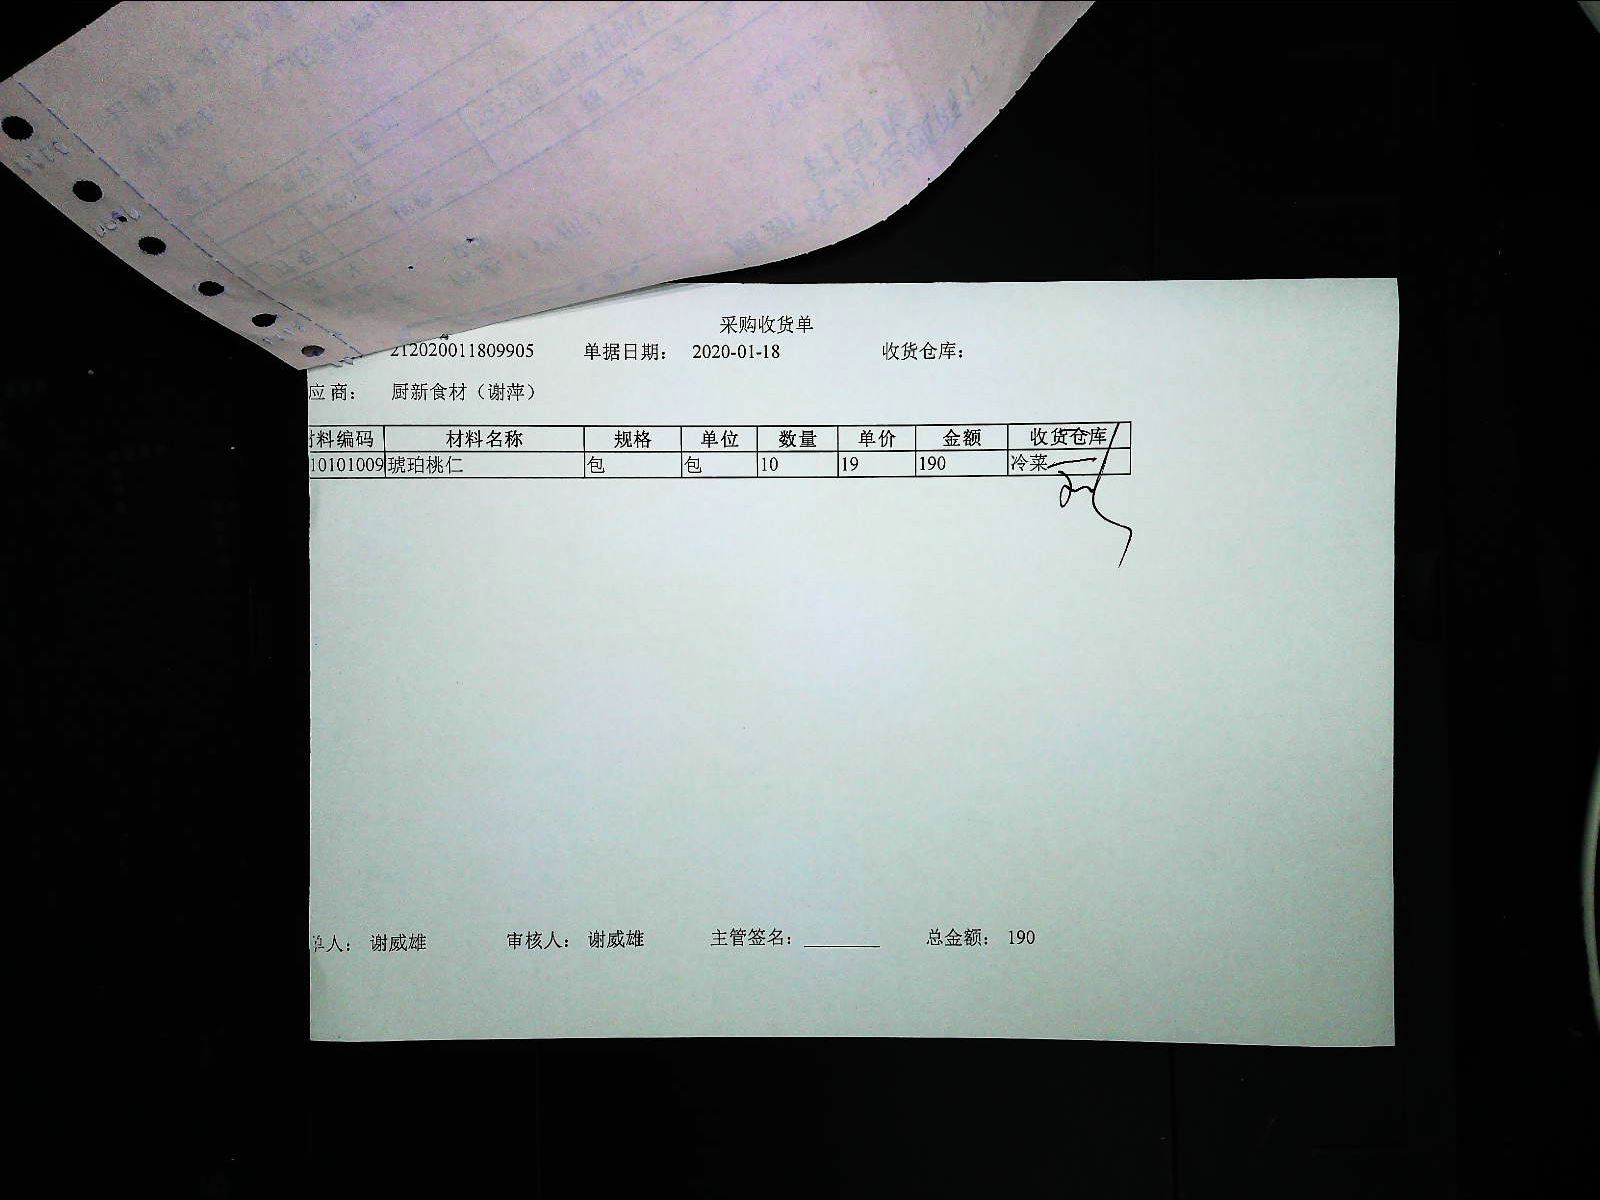 采购收货单
212020011809905 单据日期： 2020-01-18 收货仓库：
应商： 厨新食材（谢萍）
材料编码 材料名称 规格 单位 数量 单价 金额 收货仓库
10101009 琥珀桃仁 包 包 10 19 190 冷菜
单人： 谢威雄 审核人： 谢威雄 主管签名： 总金额： 190